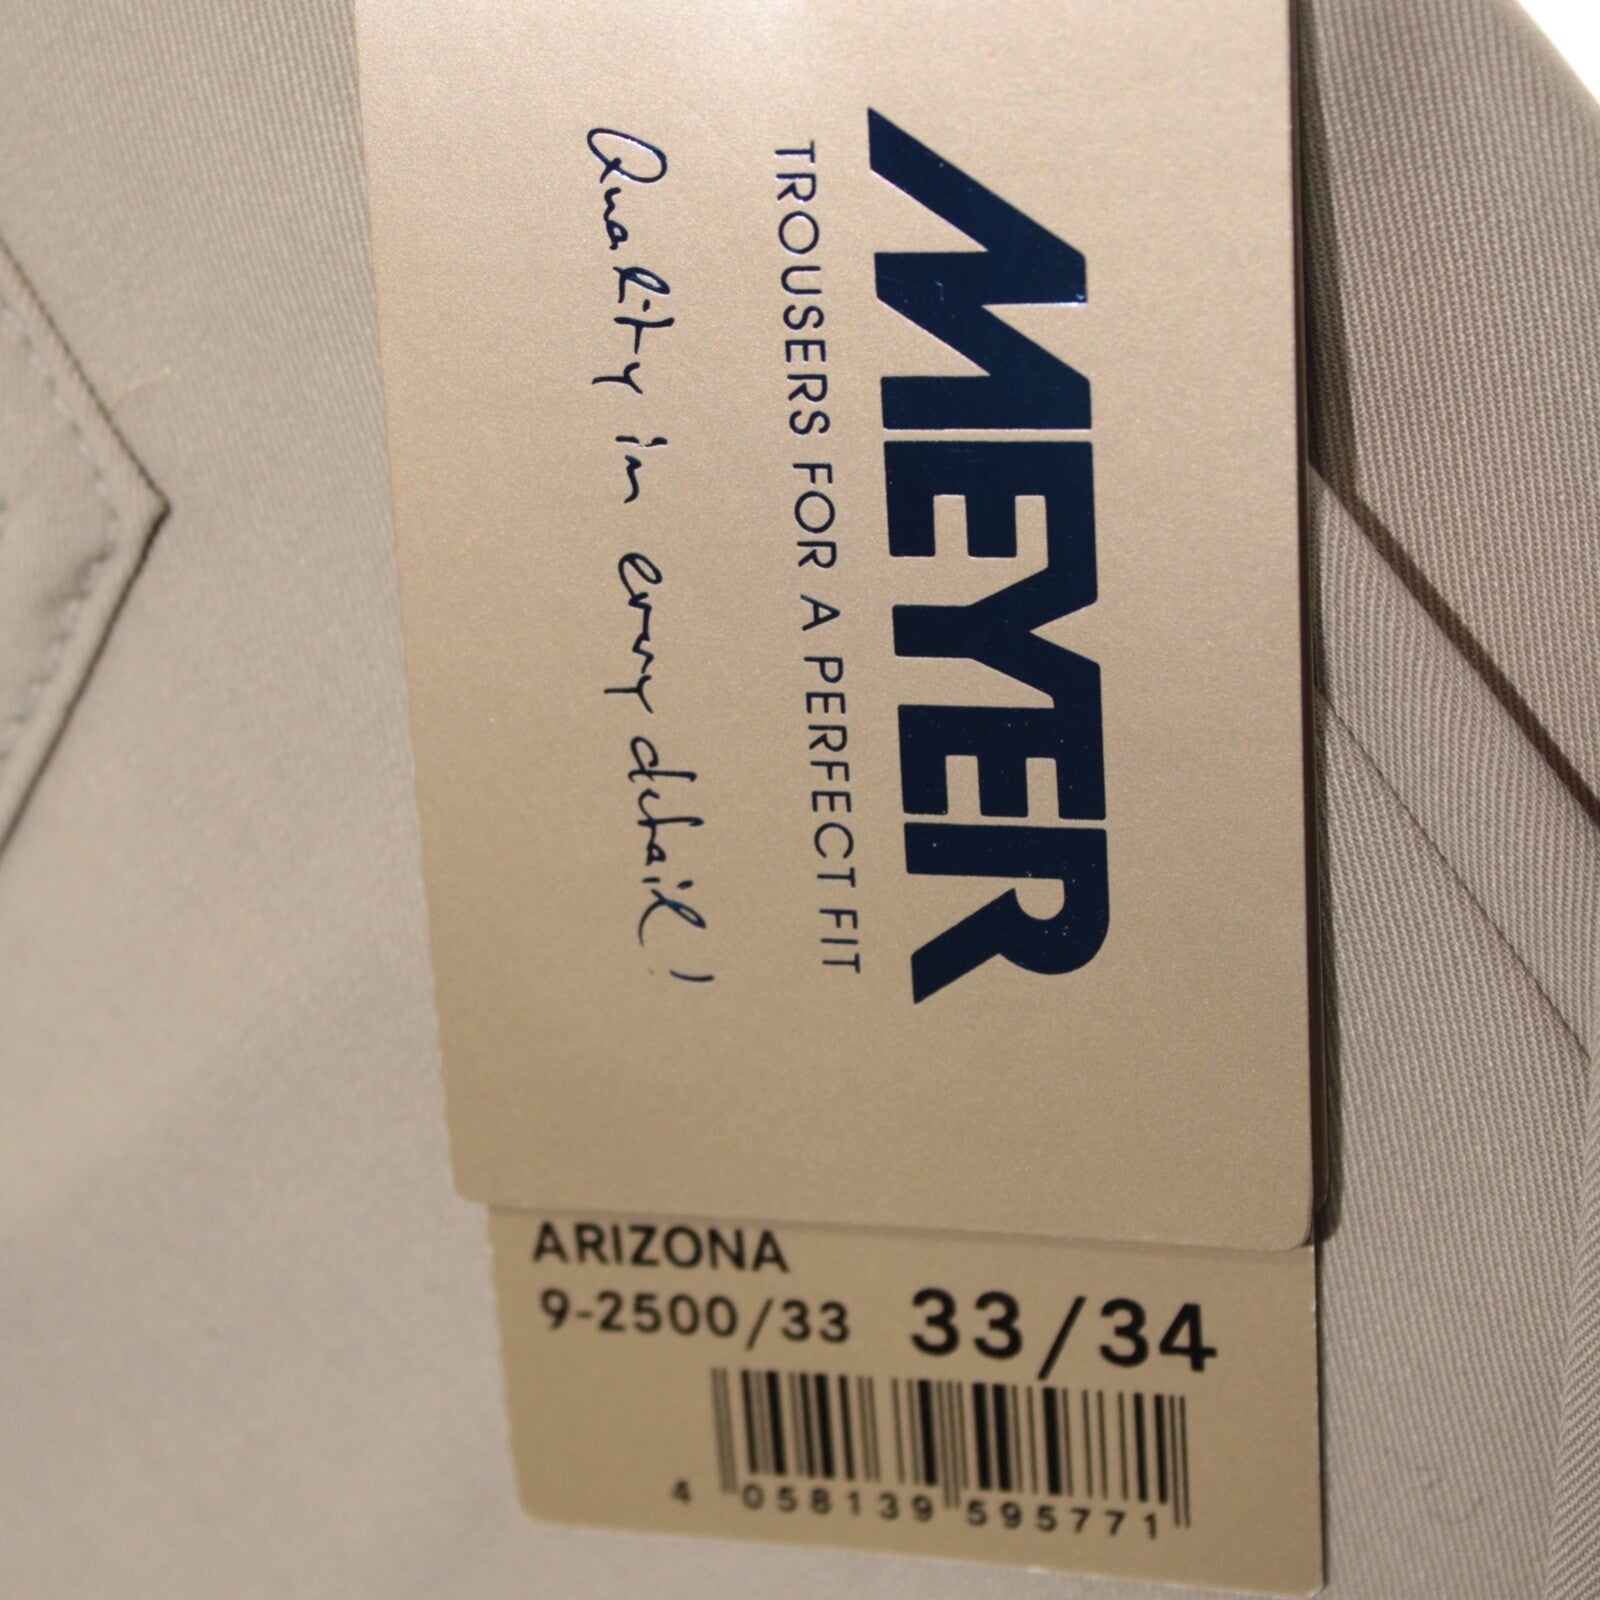 MEYER
TROUSERS FOR A PERFECT FIT
Quality in every detail!
ARIZONA
9-2500/33 33/34
4 058139 595771